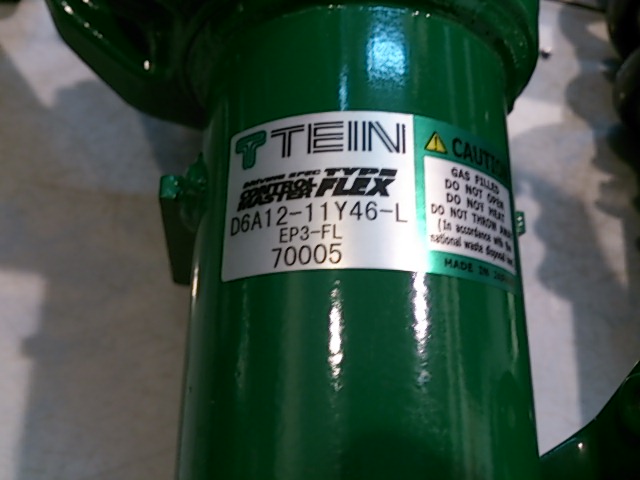 TEIN
DRIVING SPEC TYPE
CONTROL FLEX
MASTER
D6A12-11Y46-L
EP3-FL
70005
CAUTION
GAS FILLED
DO NOT OPEN
DO NOT HEAT
DO NOT THROW
(In accordance with the
national waste disposal
MADE IN